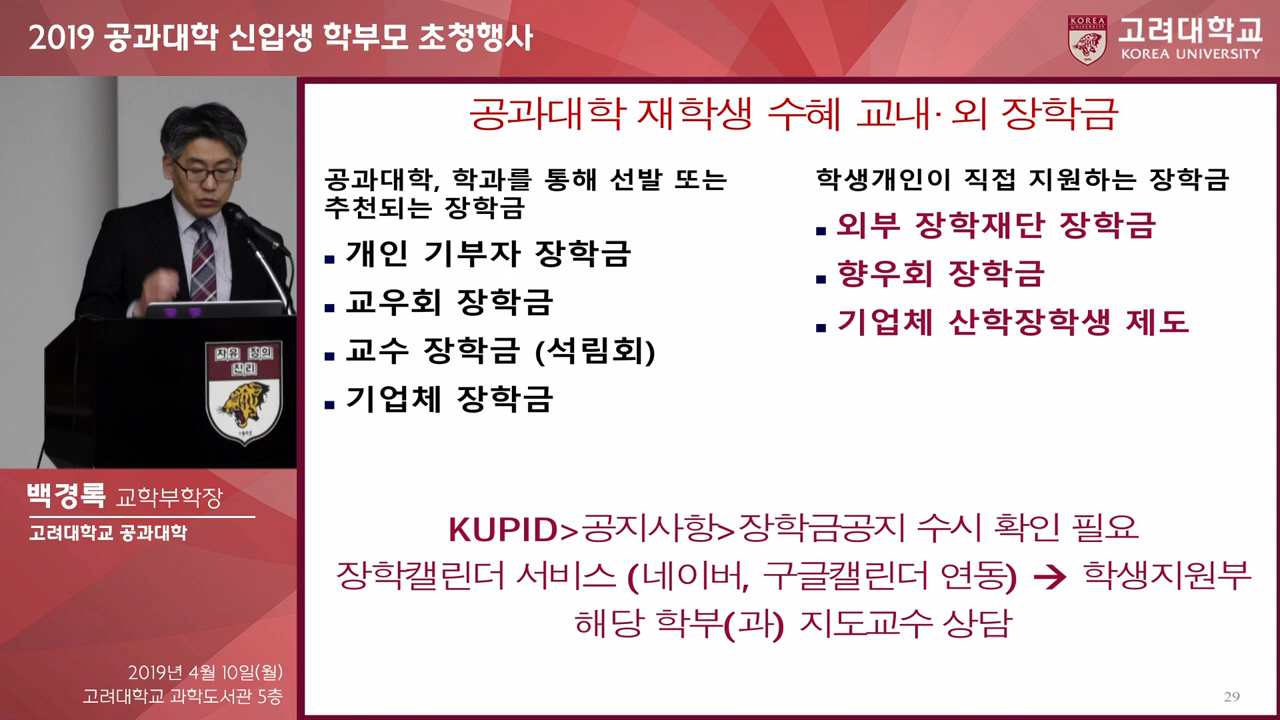 2019 공과대학 신입생 학부모 초청행사
KOREA
UNIVERSITY
1905
고려대학교
KOREA UNIVERSITY
공과대학 재학생 수혜 교내·외 장학금
공과대학, 학과를 통해 선발 또는
추천되는 장학금
▪ 개인 기부자 장학금
▪ 교우회 장학금
▪ 교수 장학금 (석림회)
▪ 기업체 장학금
학생개인이 직접 지원하는 장학금
▪ 외부 장학재단 장학금
▪ 향우회 장학금
▪ 기업체 산학장학생 제도
자유 정의
진리
1905
백경록 교학부학장
고려대학교 공과대학
KUPID>공지사항>장학금공지 수시 확인 필요
장학캘린더 서비스 (네이버, 구글캘린더 연동) → 학생지원부
해당 학부(과) 지도교수 상담
2019년 4월 10일(월)
고려대학교 과학도서관 5층
29